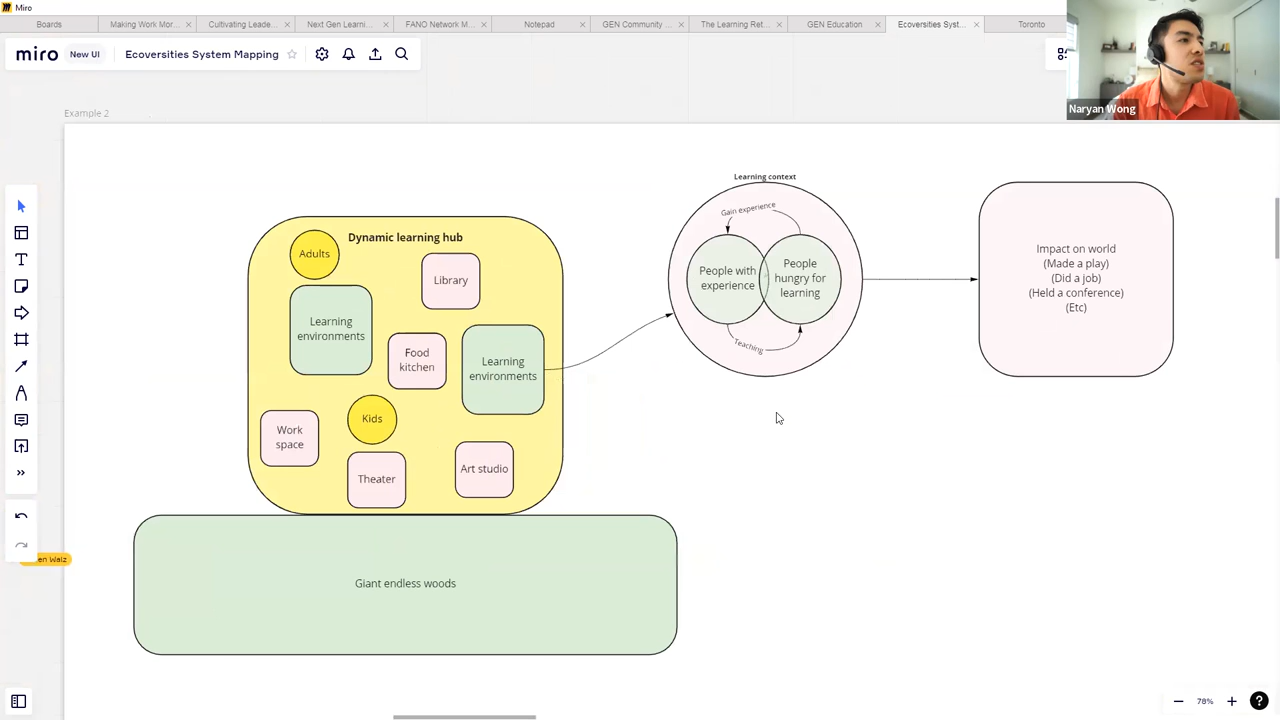 Miro
Boards
Making Work Mor...
Cultivating Leade...
Next Gen Learni...
FANO Network M...
Notepad
GEN Community ...
The Learning Ret...
GEN Education
Ecoversities Syst...
Toronto
miro
New UI
Ecoversities System Mapping
Naryan Wong
Example 2
Dynamic learning hub
Adults
Library
Learning
environments
Food
kitchen
Learning
environments
Kids
Work
space
Theater
Art studio
Giant endless woods
Learning context
Gain experience
People with
experience
People
hungry for
learning
Teaching
Impact on world
(Made a play)
(Did a job)
(Held a conference)
(Etc)
en Walz
78%